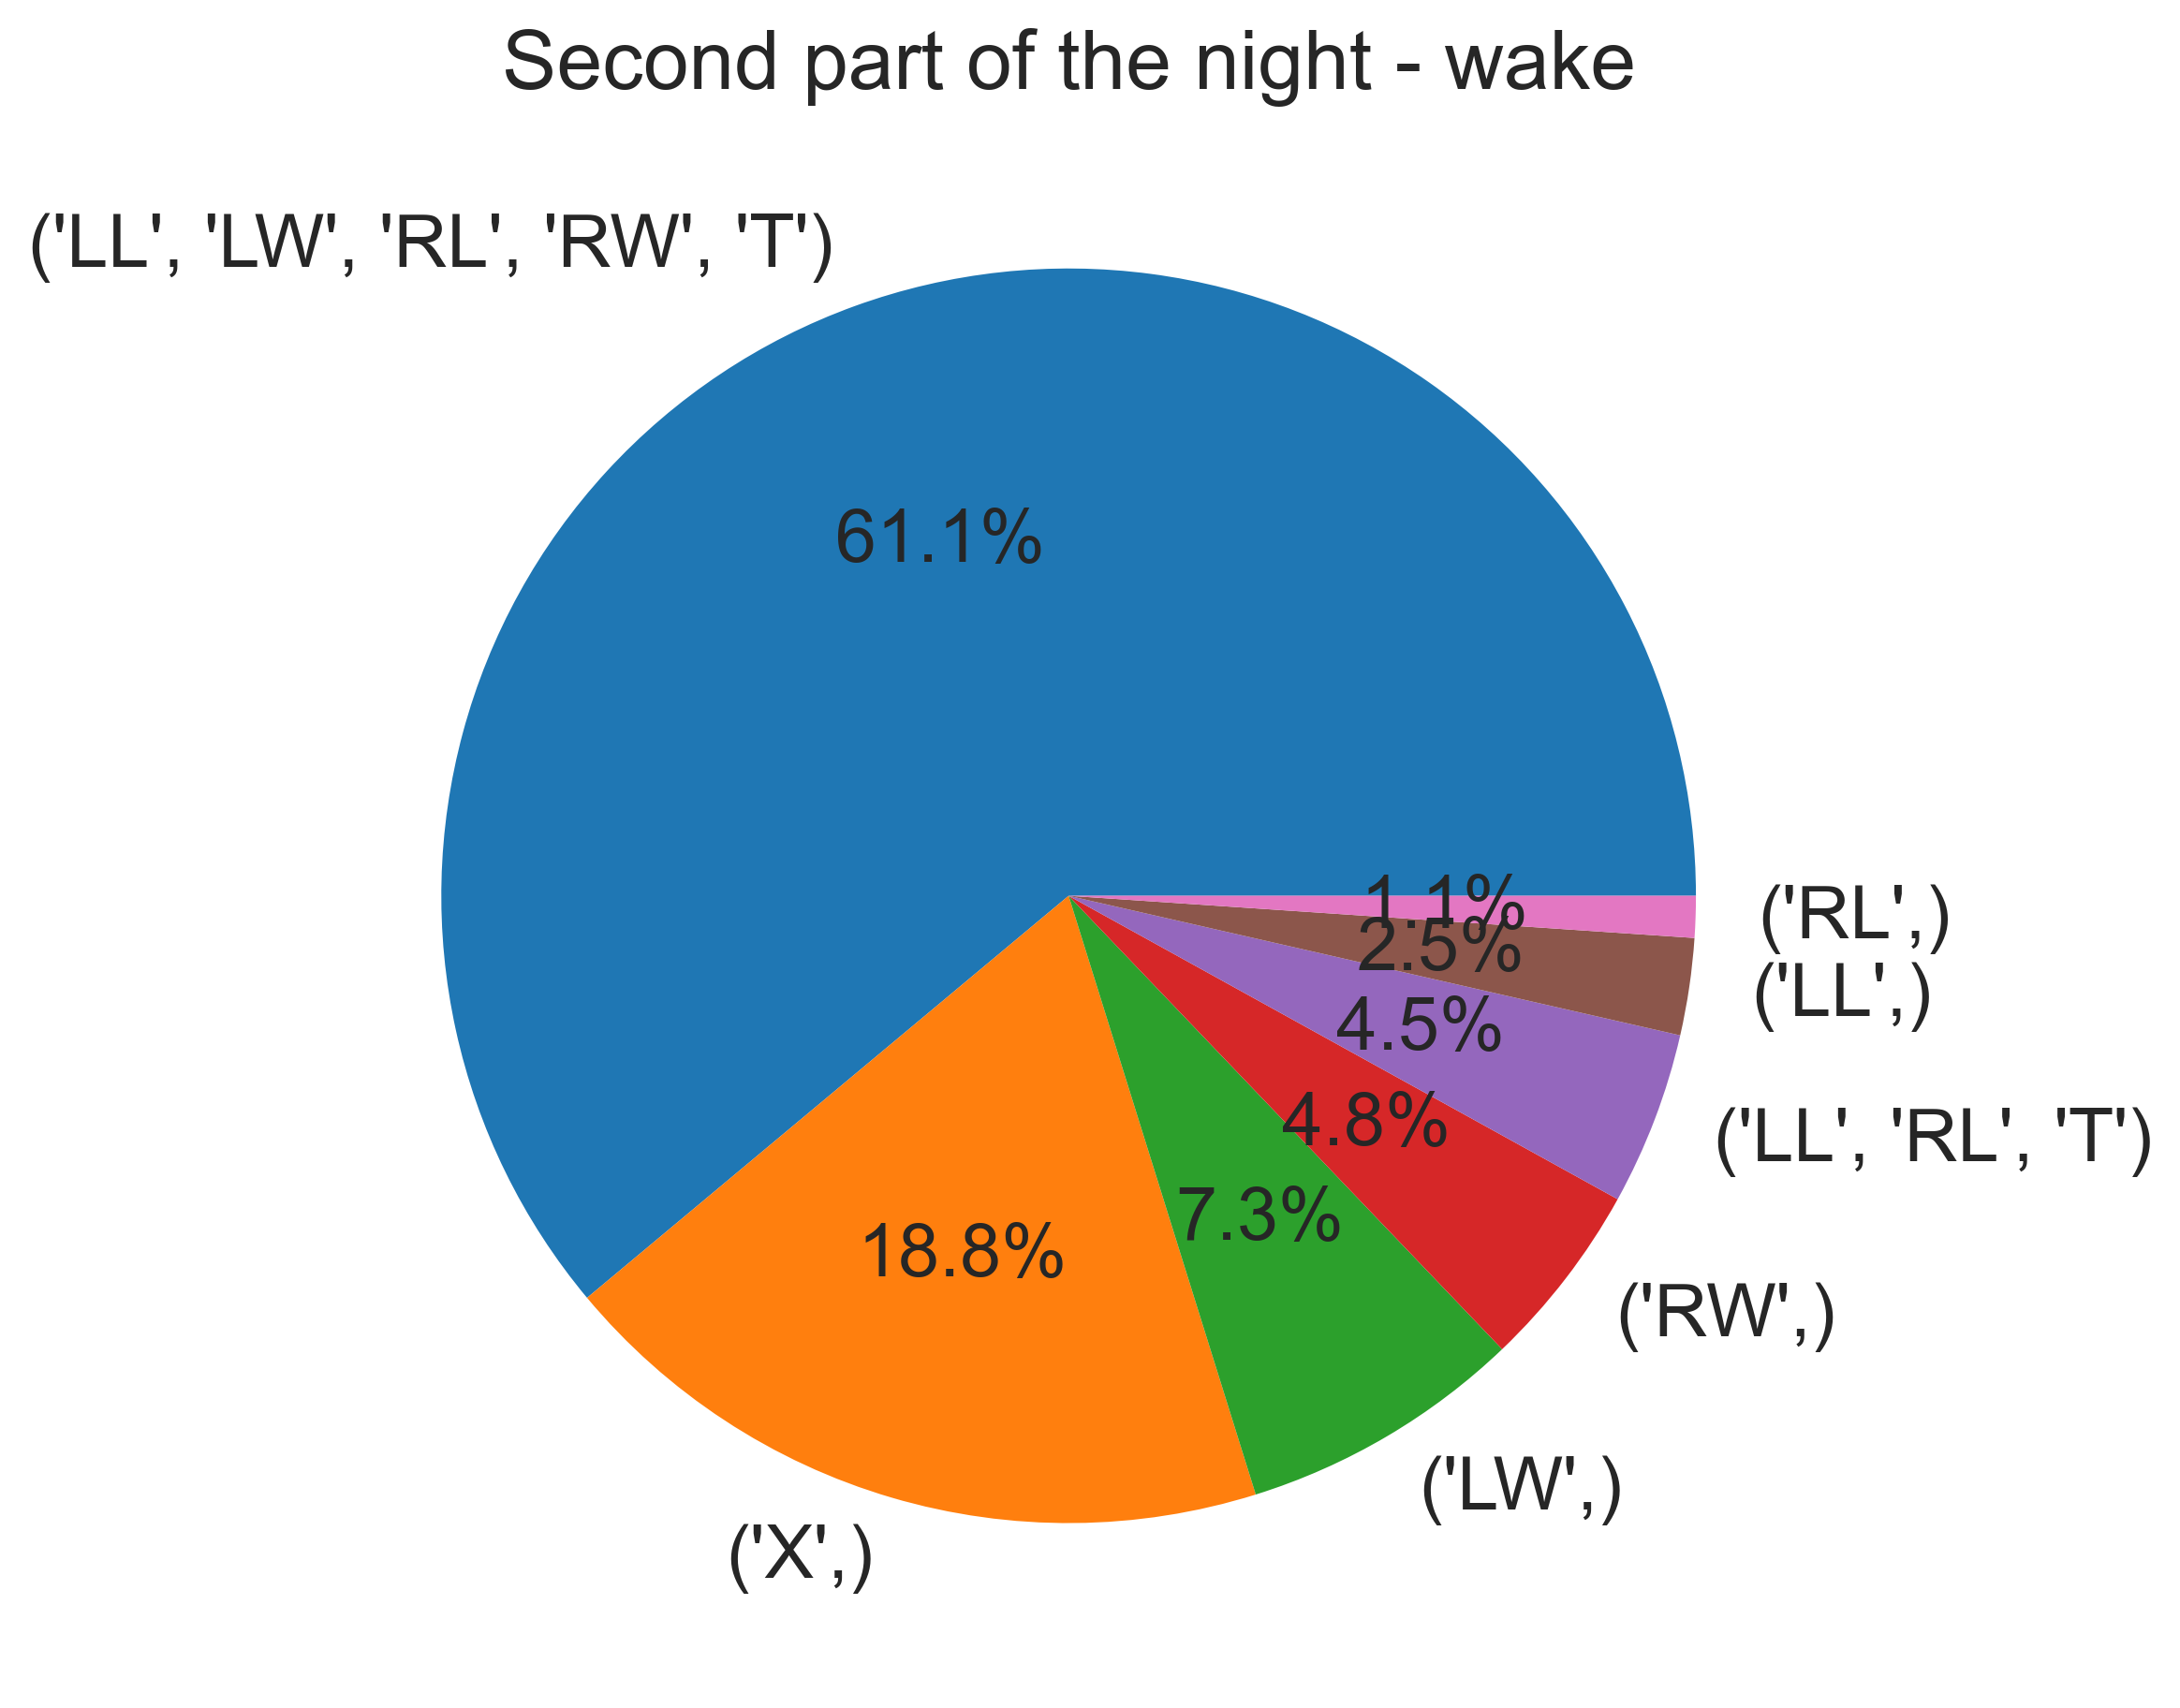 Second part of the night - wake
('LL', 'LW', 'RL', 'RW', 'T')
61.1%
1.1%
('RL',)
2.5%
('LL',)
4.5%
('LL', 'RL', 'T')
4.8%
('RW',)
7.3%
('LW',)
18.8%
('X',)